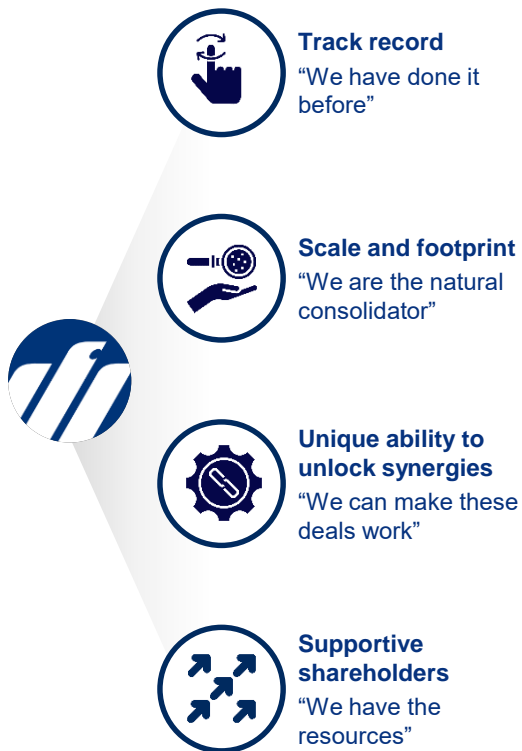 Track record
“We have done it
before”
Scale and footprint
“We are the natural
consolidator”
Unique ability to
unlock synergies
“We can make these
deals work”
Supportive
shareholders
“We have the
resources”